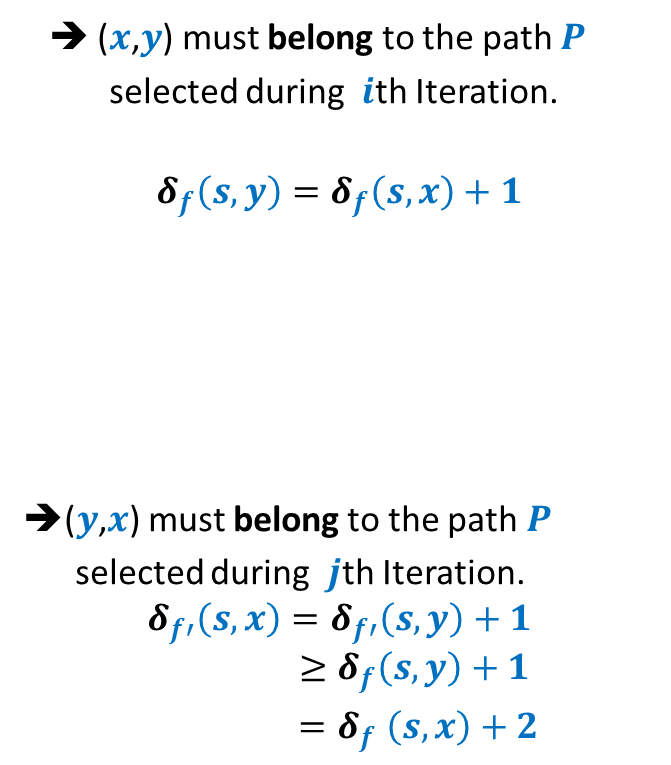 ➔ (x,y) must belong to the path P
selected during ith Iteration.
δf(s, y) = δf(s, x) + 1
➔(y,x) must belong to the path P
selected during jth Iteration.
δf′(s, x) = δf′(s, y) + 1
≥ δf(s, y) + 1
= δf (s, x) + 2